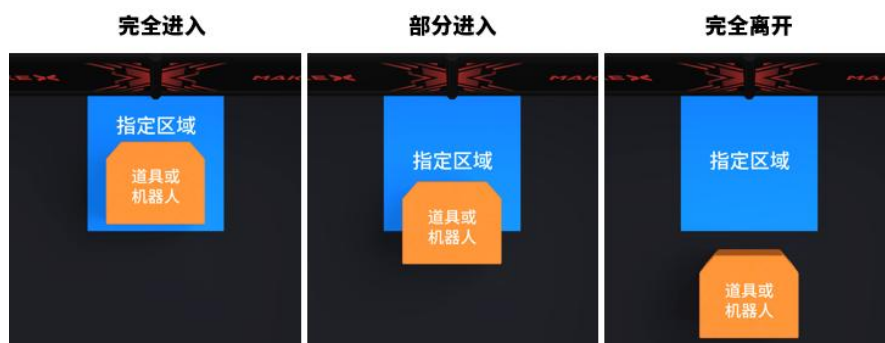 完全进入
部分进入
完全离开
指定区域
道具或
机器人
指定区域
道具或
机器人
指定区域
道具或
机器人